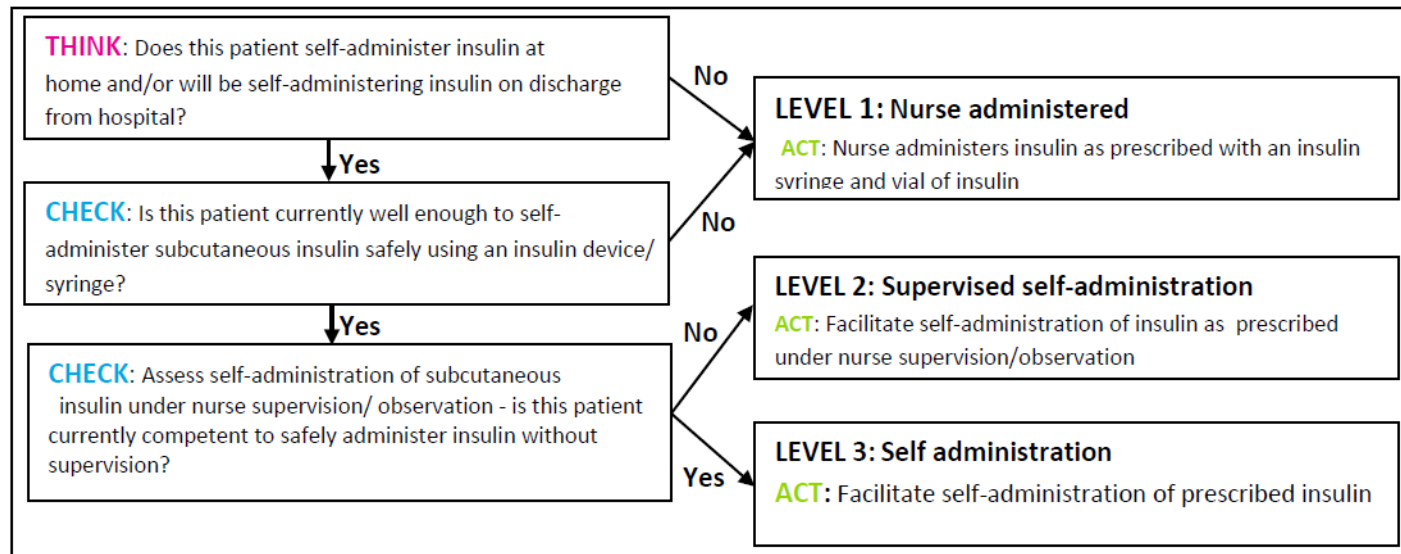 THINK: Does this patient self-administer insulin at
home and/or will be self-administering insulin on discharge
from hospital?
No
Yes
LEVEL 1: Nurse administered
ACT: Nurse administers insulin as prescribed with an insulin
syringe and vial of insulin
CHECK: Is this patient currently well enough to self-
administer subcutaneous insulin safely using an insulin device/
syringe?
No
Yes
LEVEL 2: Supervised self-administration
ACT: Facilitate self-administration of insulin as prescribed
under nurse supervision/observation
CHECK: Assess self-administration of subcutaneous
insulin under nurse supervision/ observation - is this patient
currently competent to safely administer insulin without
supervision?
No
Yes
LEVEL 3: Self administration
ACT: Facilitate self-administration of prescribed insulin